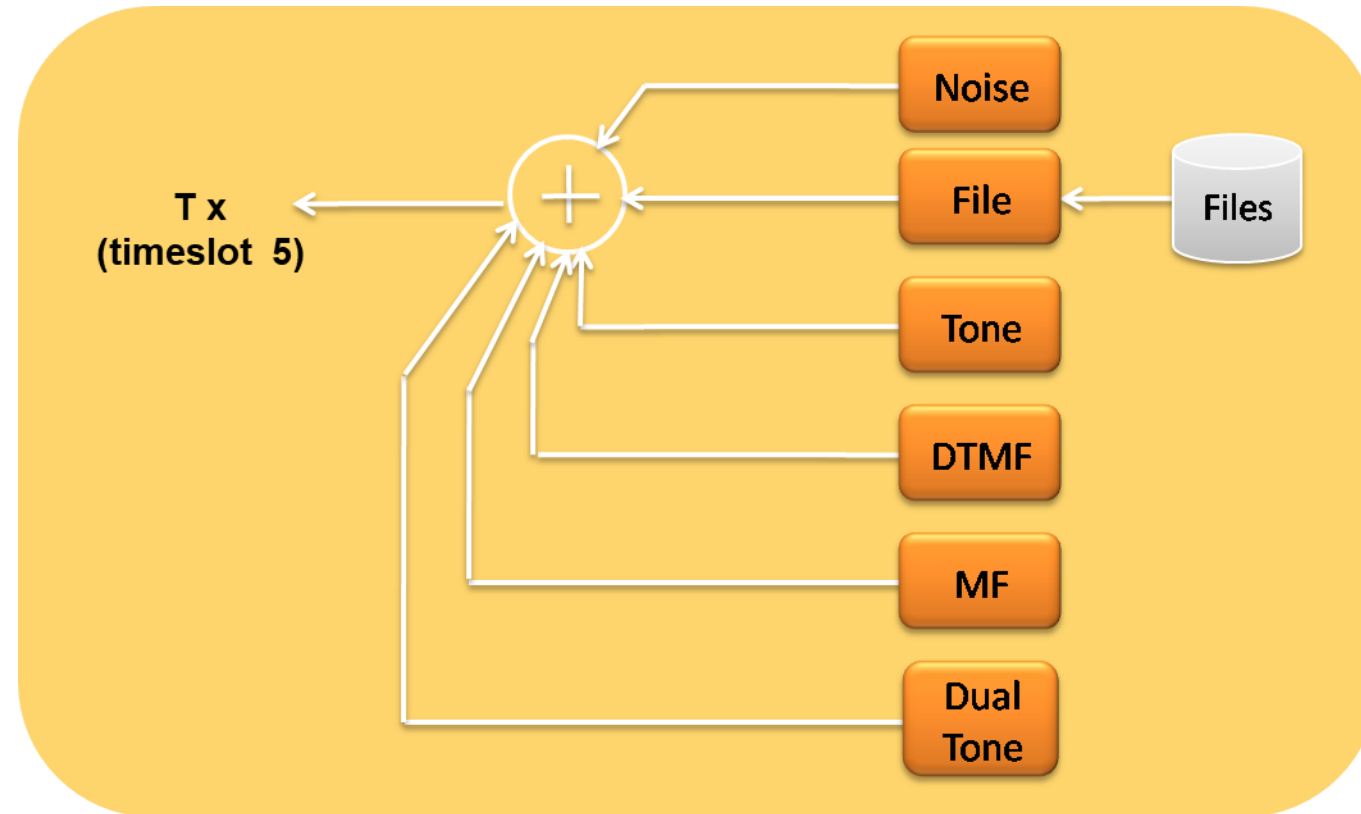 Noise
File
Files
T x
(timeslot 5)
Tone
DTMF
MF
Dual
Tone